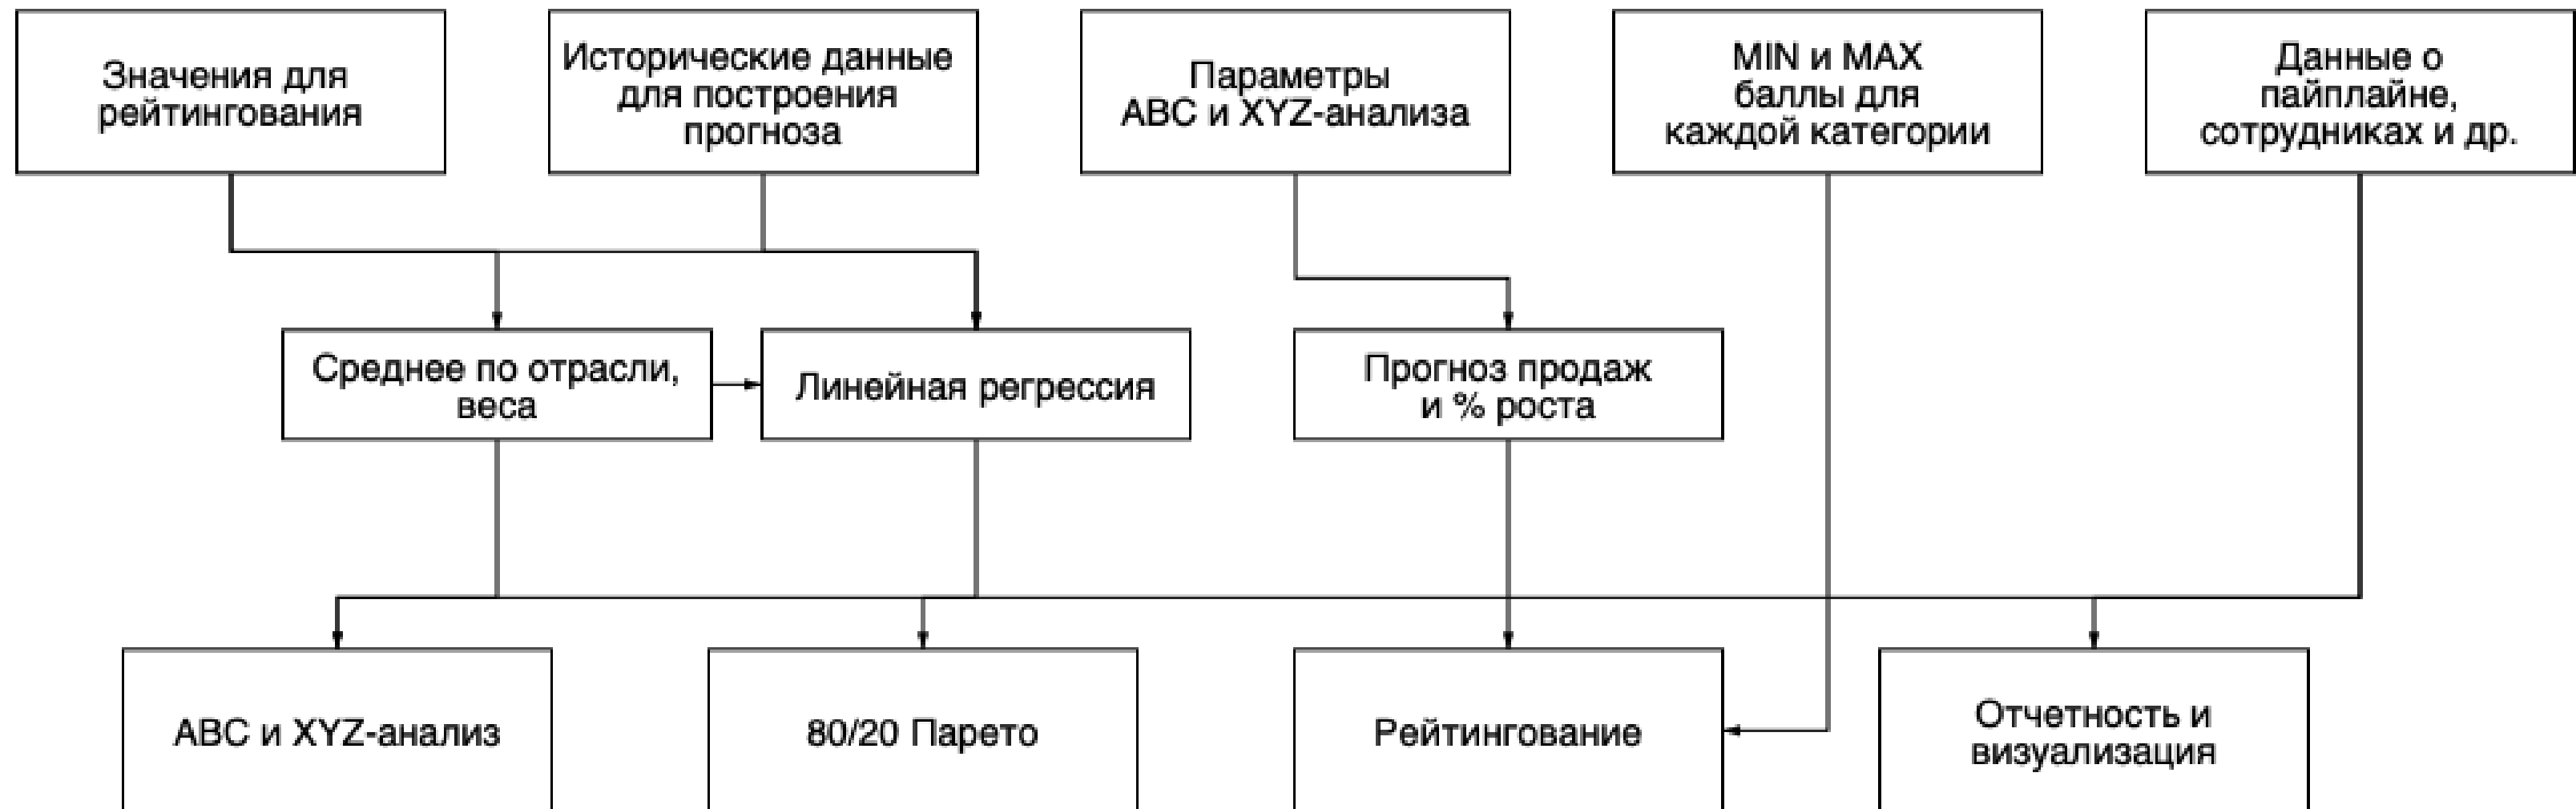 Значения для
рейтингования
Исторические данные
для построения
прогноза
Параметры
ABC и XYZ-анализа
MIN и MAX
баллы для
каждой категории
Данные о
пайплайне,
сотрудниках и др.
Среднее по отрасли,
веса
Линейная регрессия
Прогноз продаж
и % роста
ABC и XYZ-анализ
80/20 Парето
Рейтингование
Отчетность и
визуализация